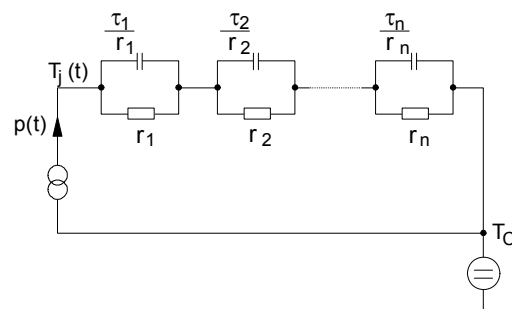 τ1 τ2 τn
r1 r2 rn
Tj (t)
r1 r2 rn
p(t)
TC